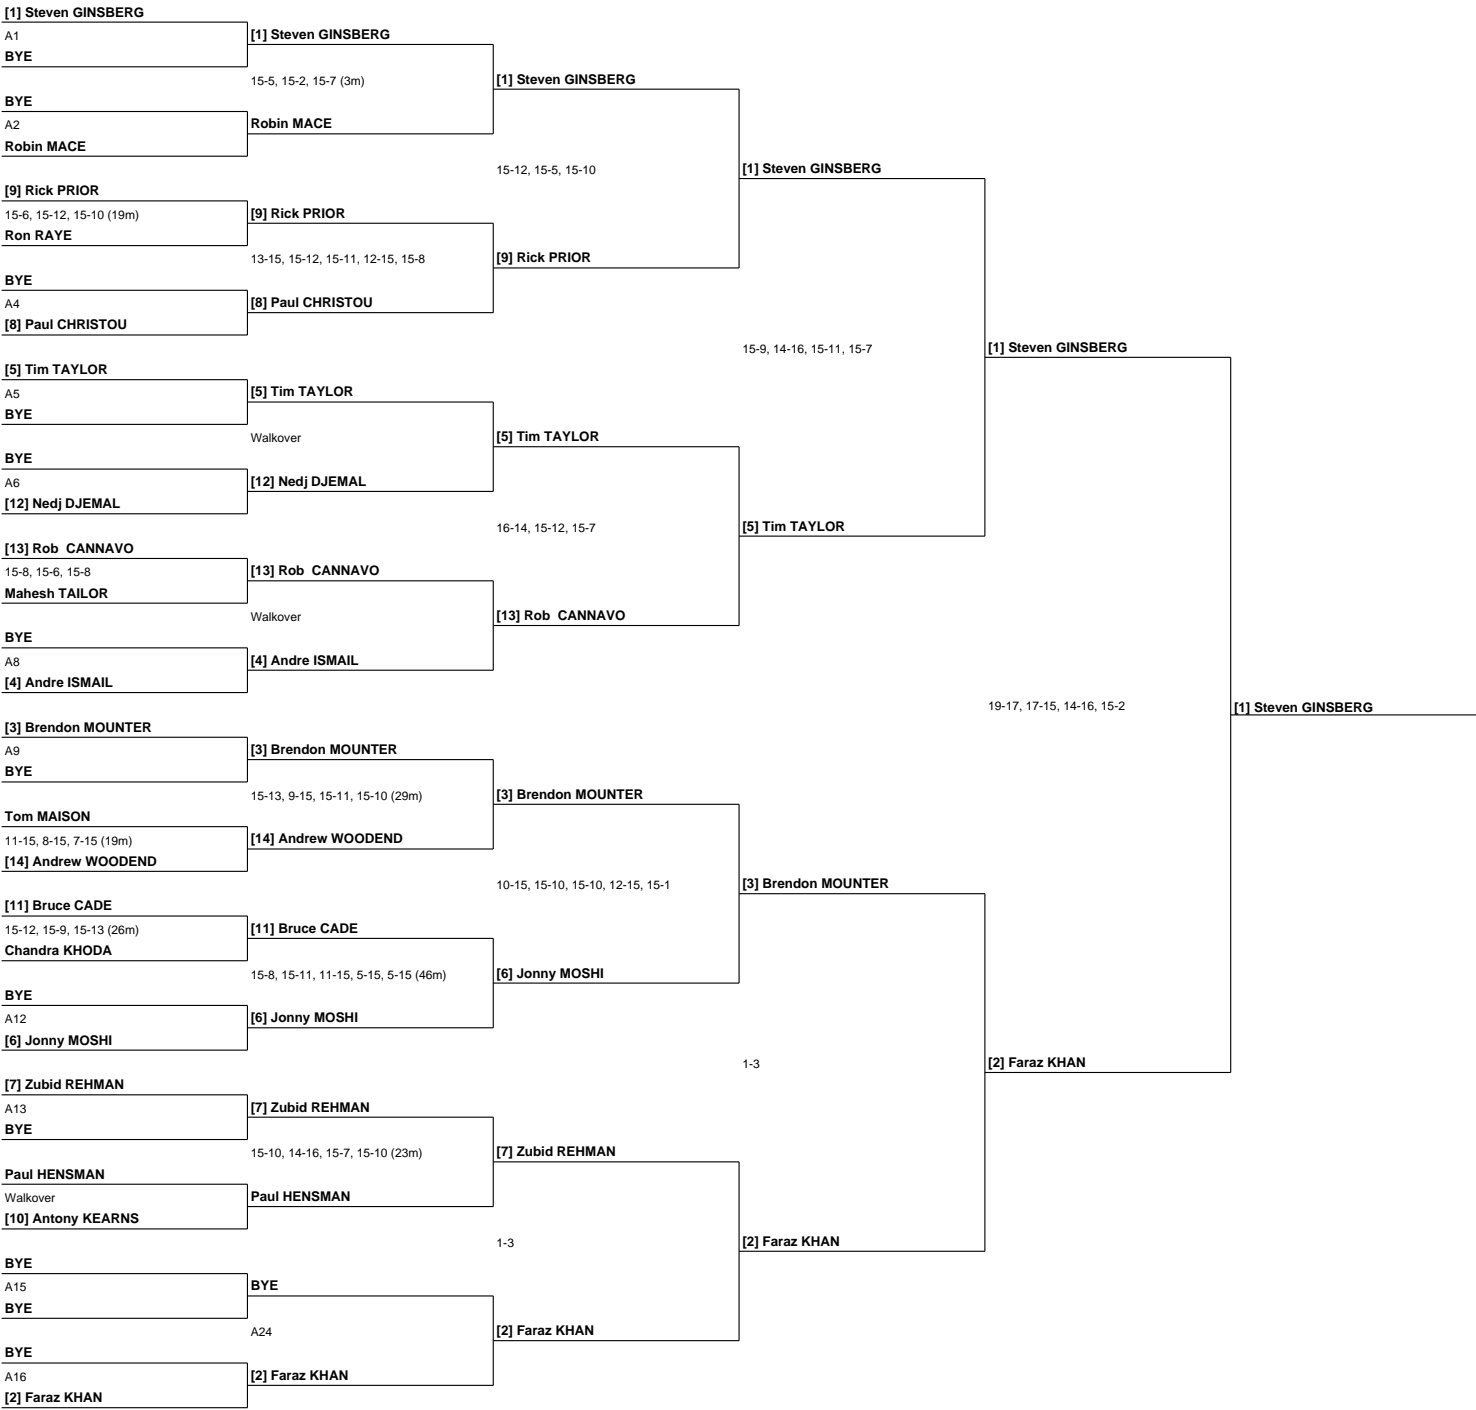 [1] Steven GINSBERG
A1
BYE
BYE
A2
Robin MACE
[9] Rick PRIOR
15-6, 15-12, 15-10 (19m)
Ron RAYE
BYE
A4
[8] Paul CHRISTOU
[5] Tim TAYLOR
A5
BYE
BYE
A6
[12] Nedj DJEMAL
[13] Rob  CANNAVO
15-8, 15-6, 15-8
Mahesh TAILOR
BYE
A8
[4] Andre ISMAIL
[3] Brendon MOUNTER
A9
BYE
Tom MAISON
11-15, 8-15, 7-15 (19m)
[14] Andrew WOODEND
[11] Bruce CADE
15-12, 15-9, 15-13 (26m)
Chandra KHODA
BYE
A12
[6] Jonny MOSHI
[7] Zubid REHMAN
A13
BYE
Paul HENSMAN
Walkover
[10] Antony KEARNS
BYE
A15
BYE
BYE
A16
[2] Faraz KHAN
[1] Steven GINSBERG
15-5, 15-2, 15-7 (3m)
Robin MACE
[9] Rick PRIOR
13-15, 15-12, 15-11, 12-15, 15-8
[8] Paul CHRISTOU
[5] Tim TAYLOR
Walkover
[12] Nedj DJEMAL
[13] Rob  CANNAVO
Walkover
[4] Andre ISMAIL
[3] Brendon MOUNTER
15-13, 9-15, 15-11, 15-10 (29m)
[14] Andrew WOODEND
[11] Bruce CADE
15-8, 15-11, 11-15, 5-15, 5-15 (46m)
[6] Jonny MOSHI
[7] Zubid REHMAN
15-10, 14-16, 15-7, 15-10 (23m)
Paul HENSMAN
BYE
A24
[2] Faraz KHAN
[1] Steven GINSBERG
15-12, 15-5, 15-10
[9] Rick PRIOR
[5] Tim TAYLOR
16-14, 15-12, 15-7
[13] Rob  CANNAVO
[3] Brendon MOUNTER
10-15, 15-10, 15-10, 12-15, 15-1
[6] Jonny MOSHI
[7] Zubid REHMAN
1-3
[2] Faraz KHAN
[1] Steven GINSBERG
15-9, 14-16, 15-11, 15-7
[5] Tim TAYLOR
[3] Brendon MOUNTER
1-3
[2] Faraz KHAN
[1] Steven GINSBERG
19-17, 17-15, 14-16, 15-2
[2] Faraz KHAN
[1] Steven GINSBERG